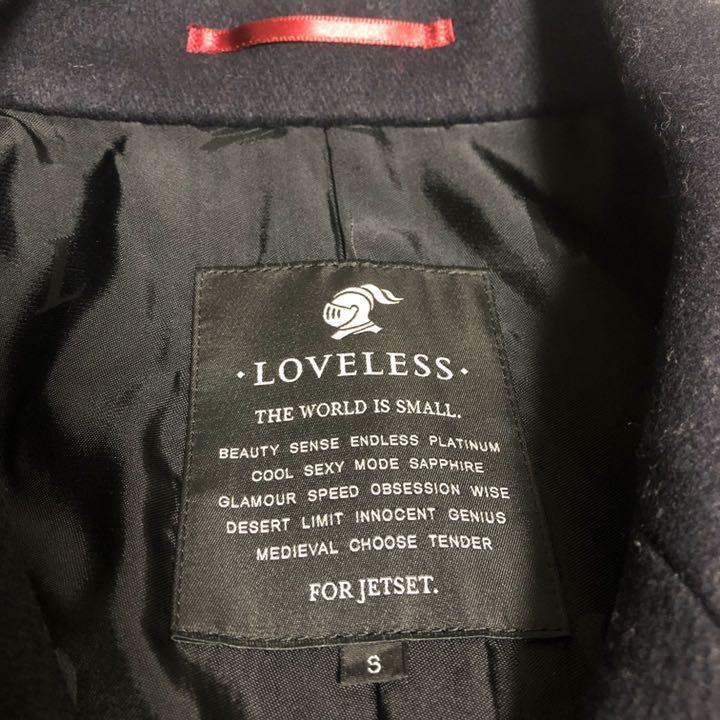 · LOVELESS ·
THE WORLD IS SMALL.
BEAUTY SENSE ENDLESS PLATINUM
COOL SEXY MODE SAPPHIRE
GLAMOUR SPEED OBSESSION WISE
DESERT LIMIT INNOCENT GENIUS
MEDIEVAL CHOOSE TENDER
FOR JETSET.
S